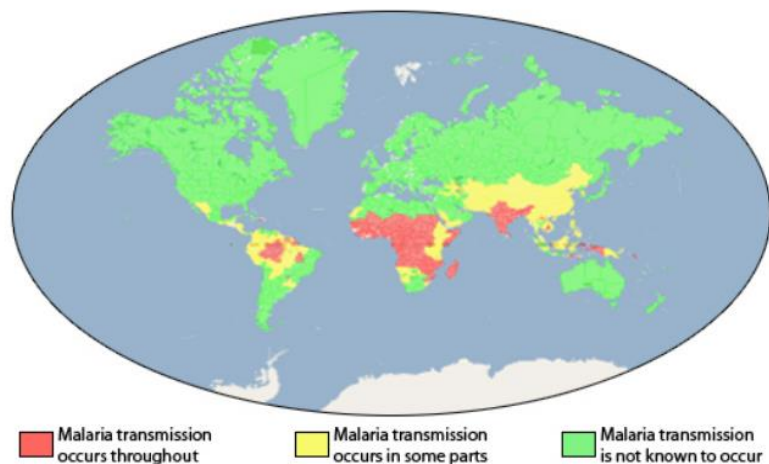 Malaria transmission
occurs throughout
Malaria transmission
occurs in some parts
Malaria transmission
is not known to occur